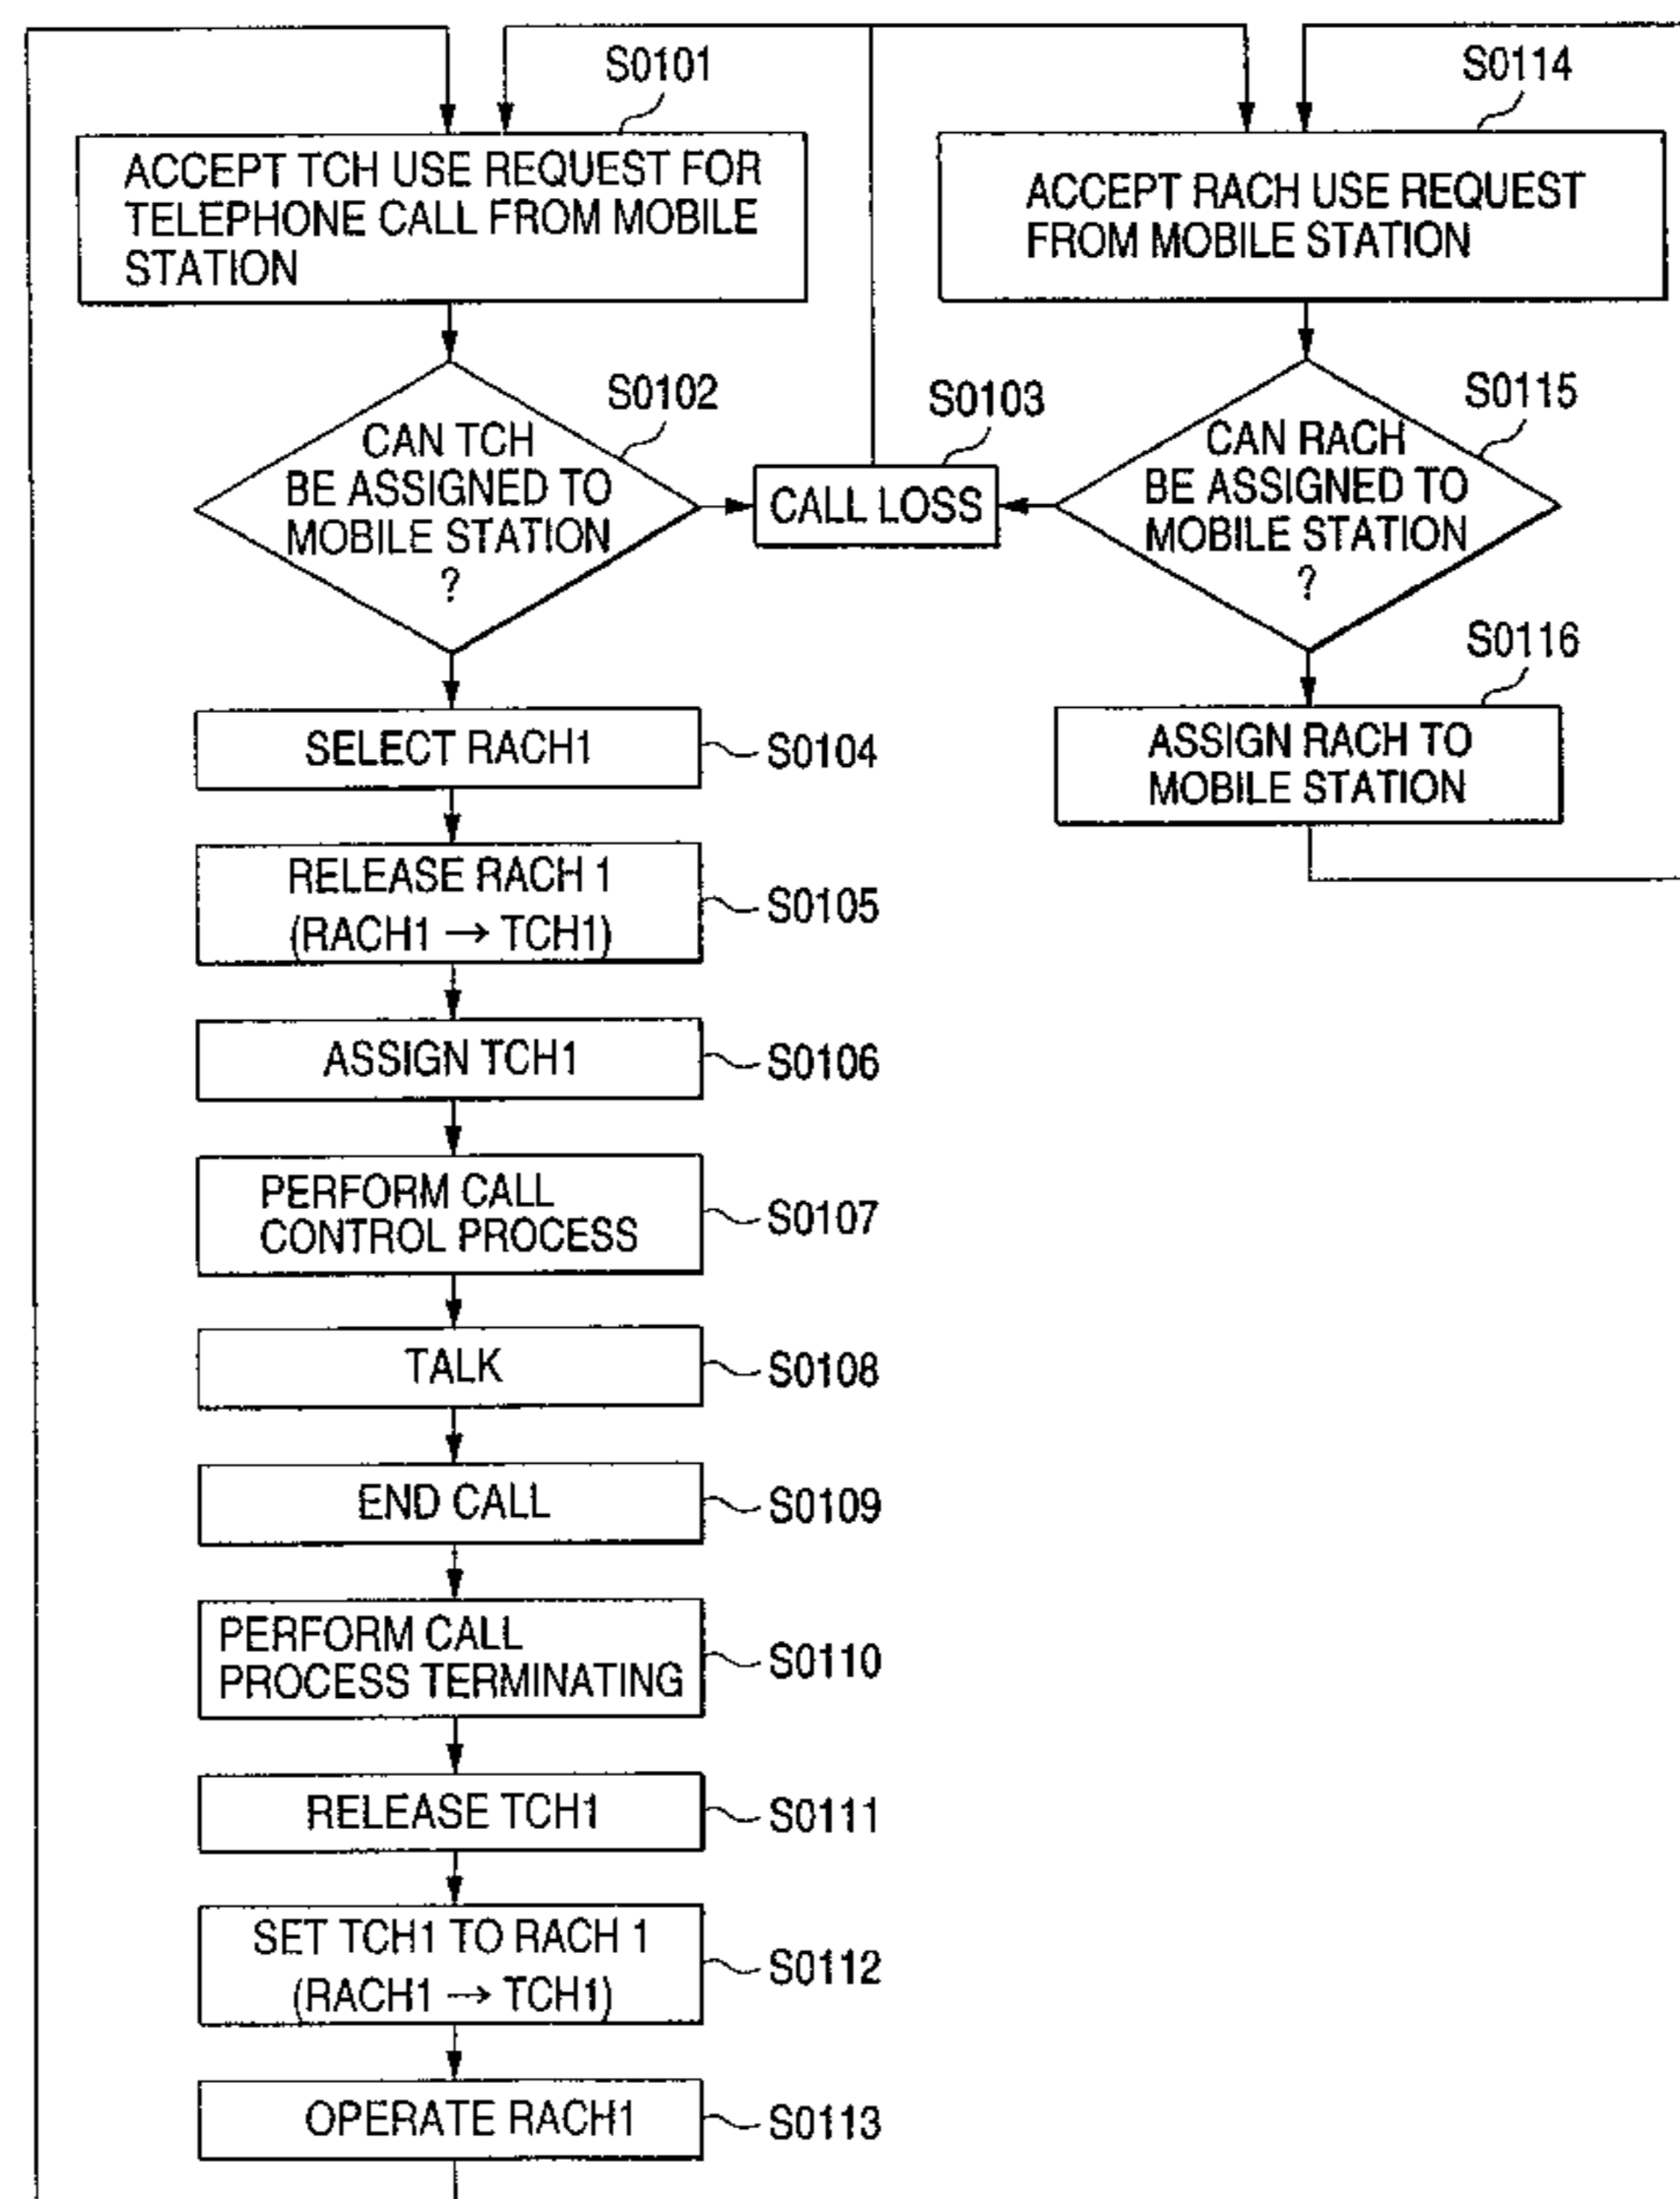 S0101
ACCEPT TCH USE REQUEST FOR
TELEPHONE CALL FROM MOBILE
STATION
S0102
CAN TCH
BE ASSIGNED TO
MOBILE STATION
?
S0103
CALL LOSS
SELECT RACH1
S0104
RELEASE RACH 1
(RACH1 → TCH1)
S0105
ASSIGN TCH1
S0106
PERFORM CALL
CONTROL PROCESS
S0107
TALK
S0108
END CALL
S0109
PERFORM CALL
PROCESS TERMINATING
S0110
RELEASE TCH1
S0111
SET TCH1 TO RACH 1
(RACH1 → TCH1)
S0112
OPERATE RACH1
S0113
S0114
ACCEPT RACH USE REQUEST
FROM MOBILE STATION
S0115
CAN RACH
BE ASSIGNED TO
MOBILE STATION
?
S0116
ASSIGN RACH TO
MOBILE STATION